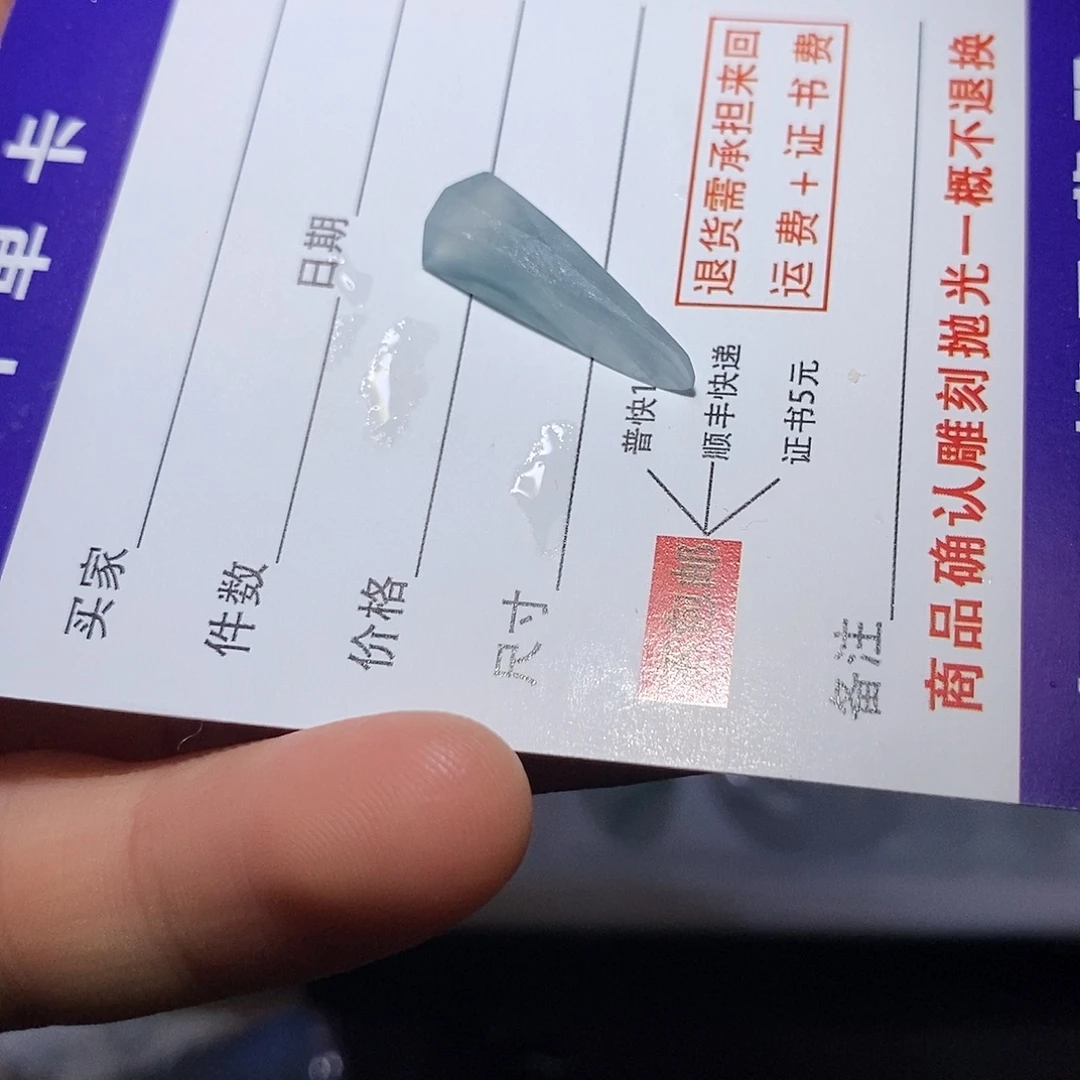 卡单
买家
件数
日期
价格
尺寸
普快1
顺丰快递
证书5元
退货需承担来回
运费+证书费
备注
商品确认雕刻抛光一概不退换